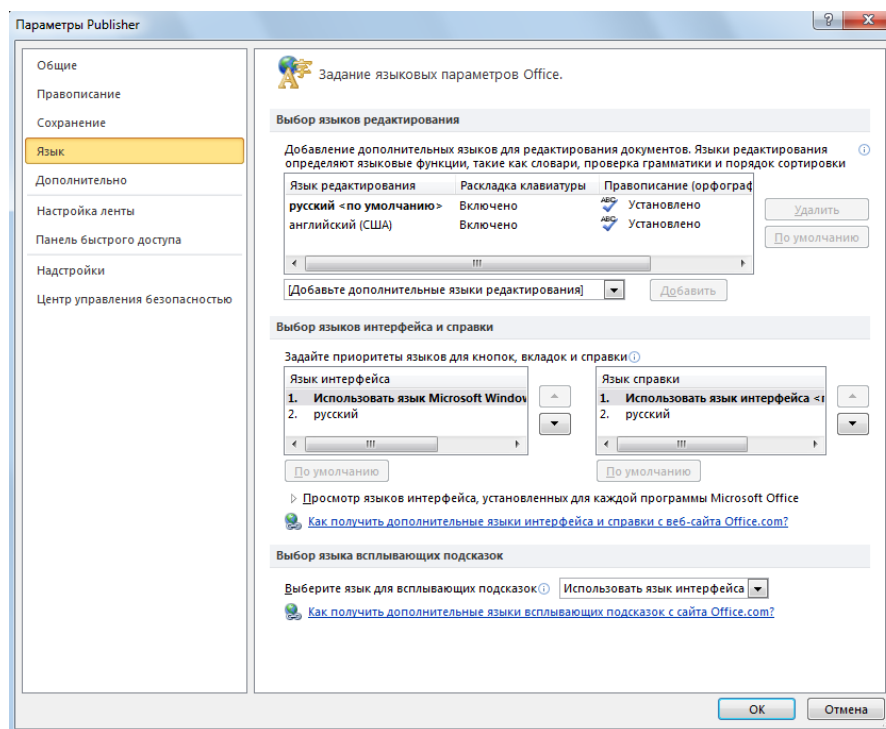 Параметры Publisher
Общие
Правописание
Сохранение
Язык
Дополнительно
Настройка ленты
Панель быстрого доступа
Надстройки
Центр управления безопасностью
Задание языковых параметров Office.
Выбор языков редактирования
Добавление дополнительных языков для редактирования документов. Языки редактирования
определяют языковые функции, такие как словари, проверка грамматики и порядок сортировки
Язык редактирования Раскладка клавиатуры Правописание (орфограф
русский <по умолчанию> Включено ABC Установлено
английский (США) Включено ABC Установлено
Удалить
По умолчанию
[Добавьте дополнительные языки редактирования] Добавить
Выбор языков интерфейса и справки
Задайте приоритеты языков для кнопок, вкладок и справки
Язык интерфейса
1. Использовать язык Microsoft Window
2. русский
По умолчанию
Язык справки
1. Использовать язык интерфейса <п
2. русский
По умолчанию
Просмотр языков интерфейса, установленных для каждой программы Microsoft Office
Как получить дополнительные языки интерфейса и справки с веб-сайта Office.com?
Выбор языка всплывающих подсказок
Выберите язык для всплывающих подсказок Использовать язык интерфейса
Как получить дополнительные языки всплывающих подсказок с сайта Office.com?
ОК Отмена